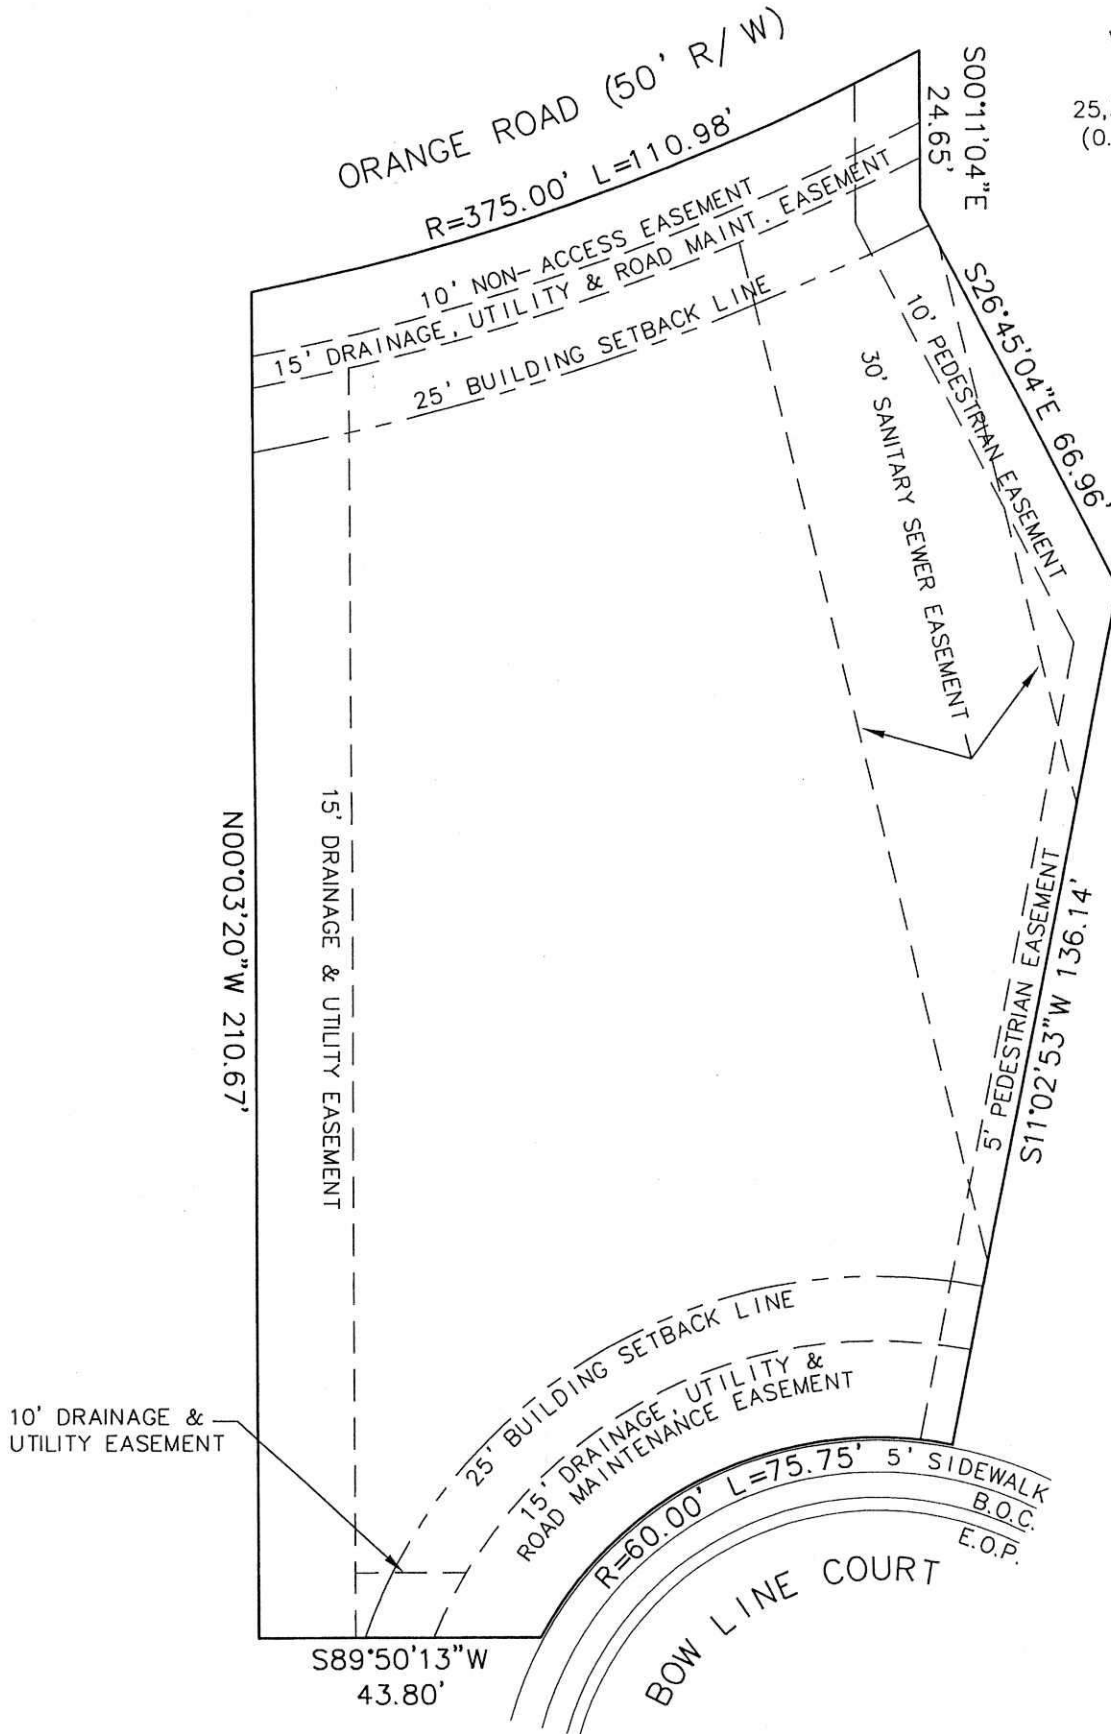 ORANGE ROAD (50' R/W)
R=375.00' L=110.98'
S00°11'04"E
24.65'
25,
(0.
10' NON-ACCESS EASEMENT
15' DRAINAGE, UTILITY & ROAD MAINT. EASEMENT
25' BUILDING SETBACK LINE
S26°45'04"E 66.96'
10' PEDESTRIAN EASEMENT
30' SANITARY SEWER EASEMENT
N00°03'20"W 210.67'
15' DRAINAGE & UTILITY EASEMENT
5' PEDESTRIAN EASEMENT
S11°02'53"W 136.14'
25' BUILDING SETBACK LINE
15' DRAINAGE, UTILITY &
ROAD MAINTENANCE EASEMENT
10' DRAINAGE &
UTILITY EASEMENT
R=60.00' L=75.75'
5' SIDEWALK
B.O.C.
E.O.P.
BOW LINE COURT
S89°50'13"W
43.80'